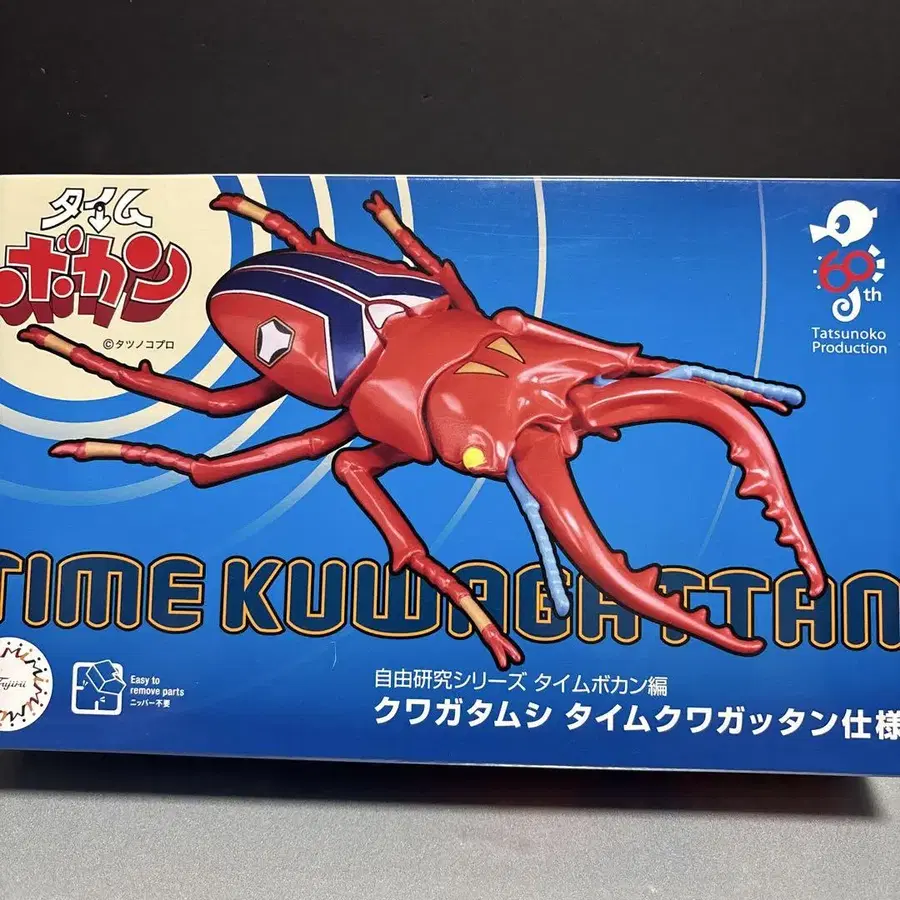 タイム
ボカン
©タツノコプロ
60th
Tatsunoko
Production
TIME KUWAGATTAN
Fujimi
Easy to
remove parts
ニッパー不要
自由研究シリーズ タイムボカン編
クワガタムシ タイムクワガッタン仕様